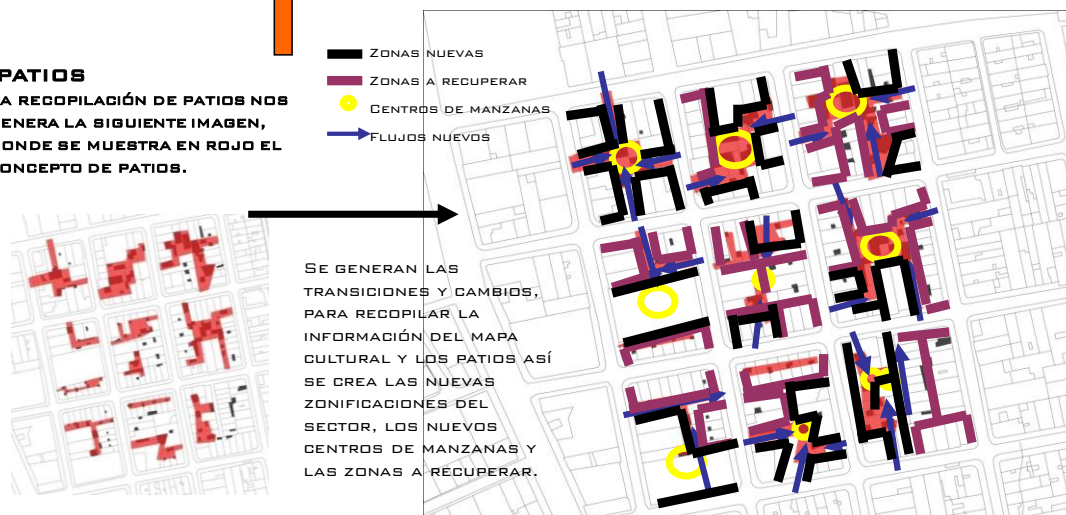 PATIOS
A RECOPILACIÓN DE PATIOS NOS
ENERA LA SIGUIENTE IMAGEN,
ONDE SE MUESTRA EN ROJO EL
ONCEPTO DE PATIOS.
ZONAS NUEVAS
ZONAS A RECUPERAR
CENTROS DE MANZANAS
FLUJOS NUEVOS
SE GENERAN LAS
TRANSICIONES Y CAMBIOS,
PARA RECOPILAR LA
INFORMACIÓN DEL MAPA
CULTURAL Y LOS PATIOS ASÍ
SE CREA LAS NUEVAS
ZONIFICACIONES DEL
SECTOR, LOS NUEVOS
CENTROS DE MANZANAS Y
LAS ZONAS A RECUPERAR.